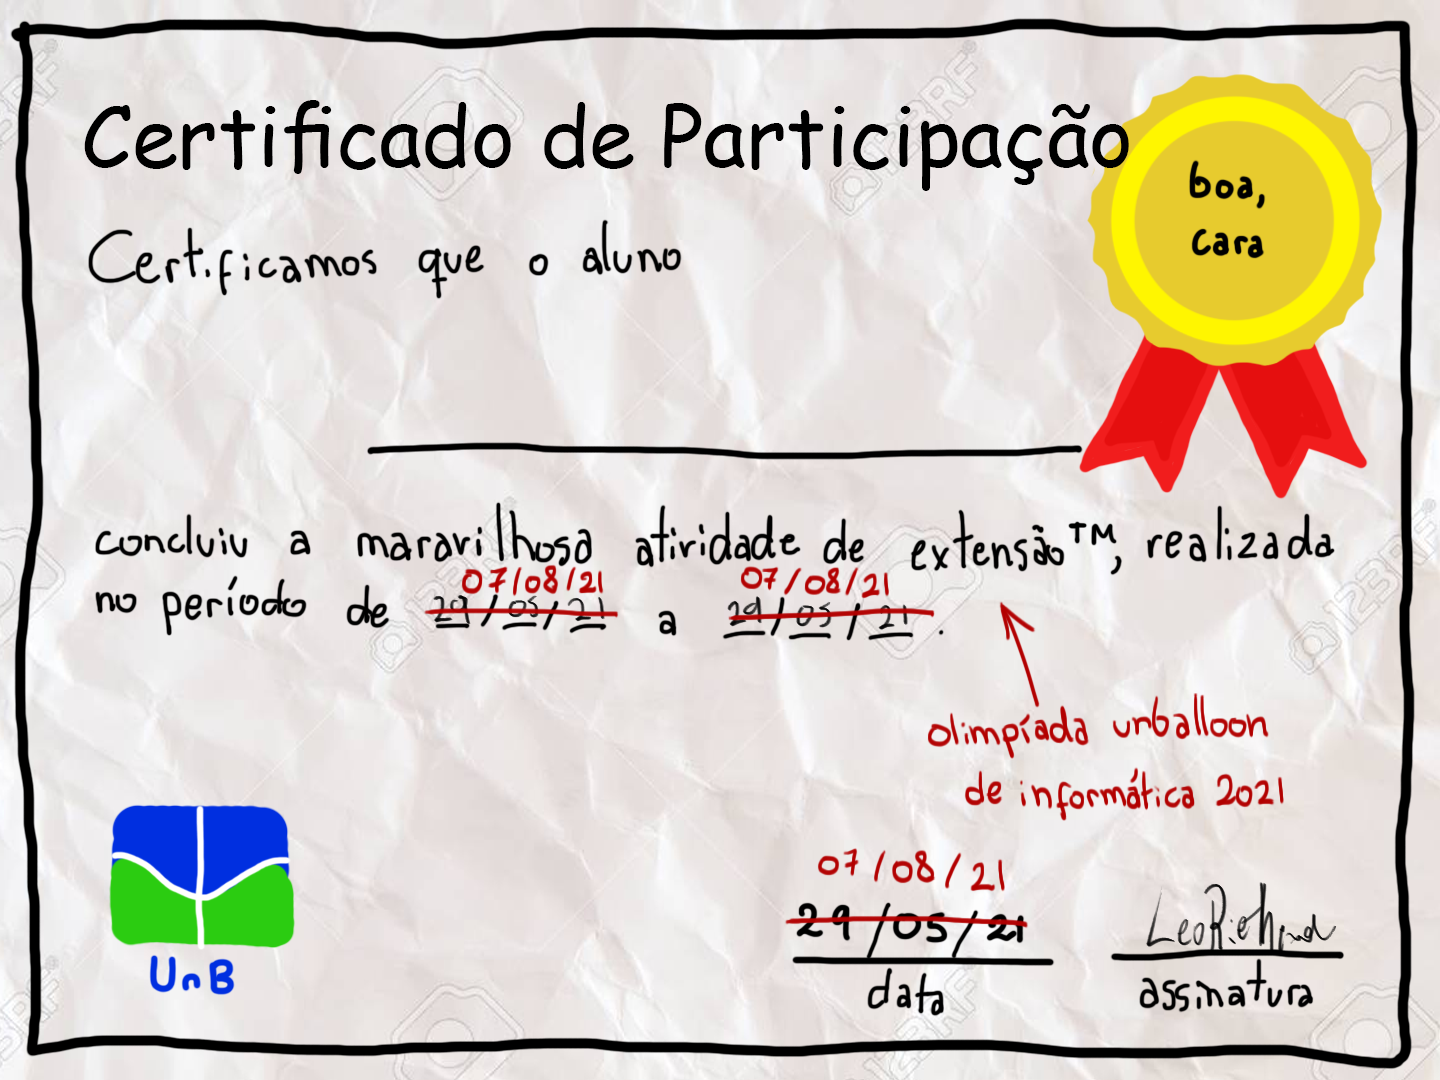 Certificado de Participação
boa,
cara
Certificamos que o aluno
concluiu a maravilhosa atividade de extensão™, realizada
07/08/21 07/08/21
no período de 29/05/21 a 29/05/21.
olimpíada unballoon
de informática 2021
07/08/21
29/05/21
data
LeoRiether
assinatura
UnB
123RF